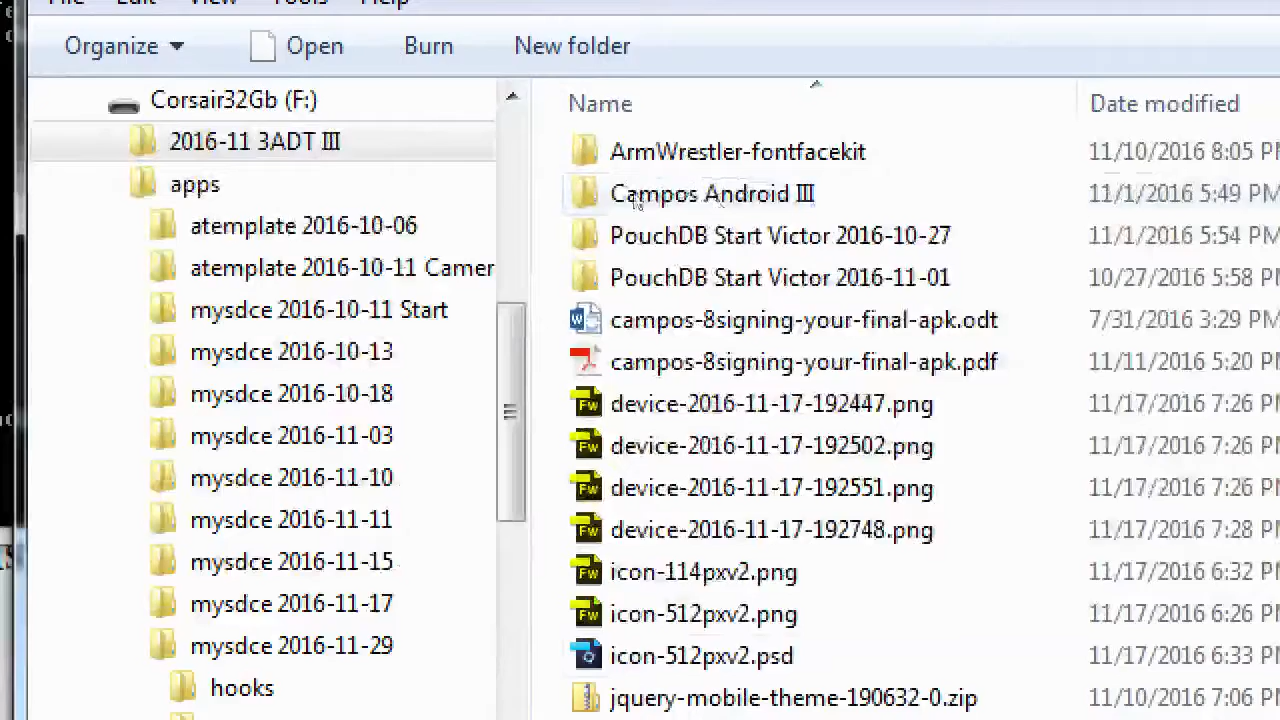 File Edit View Tools Help
Organize Open Burn New folder
Corsair32Gb (F:)
2016-11 3ADT III
apps
atemplate 2016-10-06
atemplate 2016-10-11 Camer
mysdce 2016-10-11 Start
mysdce 2016-10-13
mysdce 2016-10-18
mysdce 2016-11-03
mysdce 2016-11-10
mysdce 2016-11-11
mysdce 2016-11-15
mysdce 2016-11-17
mysdce 2016-11-29
hooks
Name Date modified
ArmWrestler-fontfacekit 11/10/2016 8:05 PM
Campos Android III 11/1/2016 5:49 PM
PouchDB Start Victor 2016-10-27 11/1/2016 5:54 PM
PouchDB Start Victor 2016-11-01 10/27/2016 5:58 PM
campos-8signing-your-final-apk.odt 7/31/2016 3:29 PM
campos-8signing-your-final-apk.pdf 11/11/2016 5:20 PM
device-2016-11-17-192447.png 11/17/2016 7:26 PM
device-2016-11-17-192502.png 11/17/2016 7:26 PM
device-2016-11-17-192551.png 11/17/2016 7:26 PM
device-2016-11-17-192748.png 11/17/2016 7:28 PM
icon-114pxv2.png 11/17/2016 6:32 PM
icon-512pxv2.png 11/17/2016 6:26 PM
icon-512pxv2.psd 11/17/2016 6:33 PM
jquery-mobile-theme-190632-0.zip 11/10/2016 7:06 PM